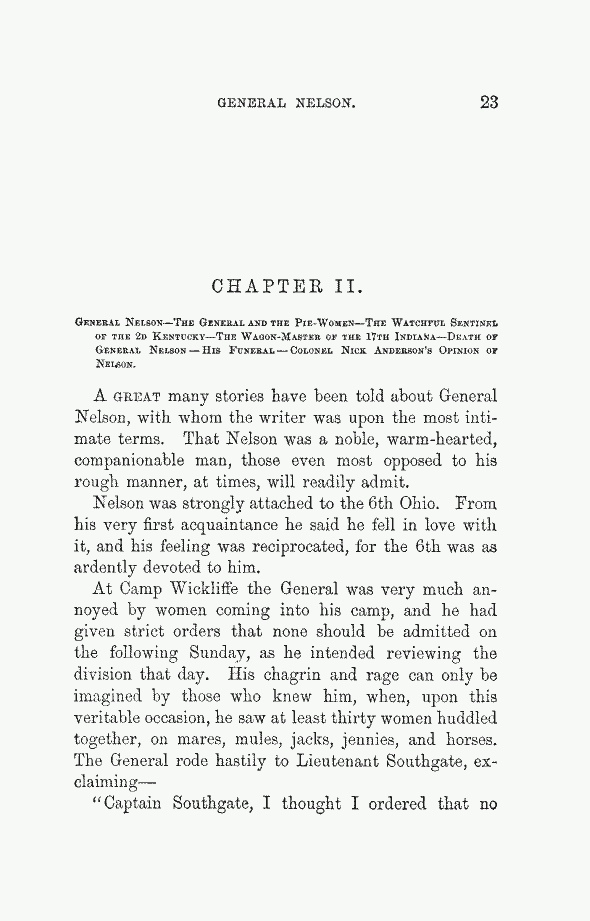 GENERAL NELSON. 23
CHAPTER II.
GENERAL NELSON—THE GENERAL AND THE PIE-WOMEN—THE WATCHFUL SENTINEL
OF THE 2D KENTUCKY—THE WAGON-MASTER OF THE 17TH INDIANA—DEATH OF
GENERAL NELSON—HIS FUNERAL—COLONEL NICK ANDERSON'S OPINION OF
NELSON.
A GREAT many stories have been told about General
Nelson, with whom the writer was upon the most inti-
mate terms. That Nelson was a noble, warm-hearted,
companionable man, those even most opposed to his
rough manner, at times, will readily admit.
Nelson was strongly attached to the 6th Ohio. From
his very first acquaintance he said he fell in love with
it, and his feeling was reciprocated, for the 6th was as
ardently devoted to him.
At Camp Wickliffe the General was very much an-
noyed by women coming into his camp, and he had
given strict orders that none should be admitted on
the following Sunday, as he intended reviewing the
division that day. His chagrin and rage can only be
imagined by those who knew him, when, upon this
veritable occasion, he saw at least thirty women huddled
together, on mares, mules, jacks, jennies, and horses.
The General rode hastily to Lieutenant Southgate, ex-
claiming—
"Captain Southgate, I thought I ordered that no